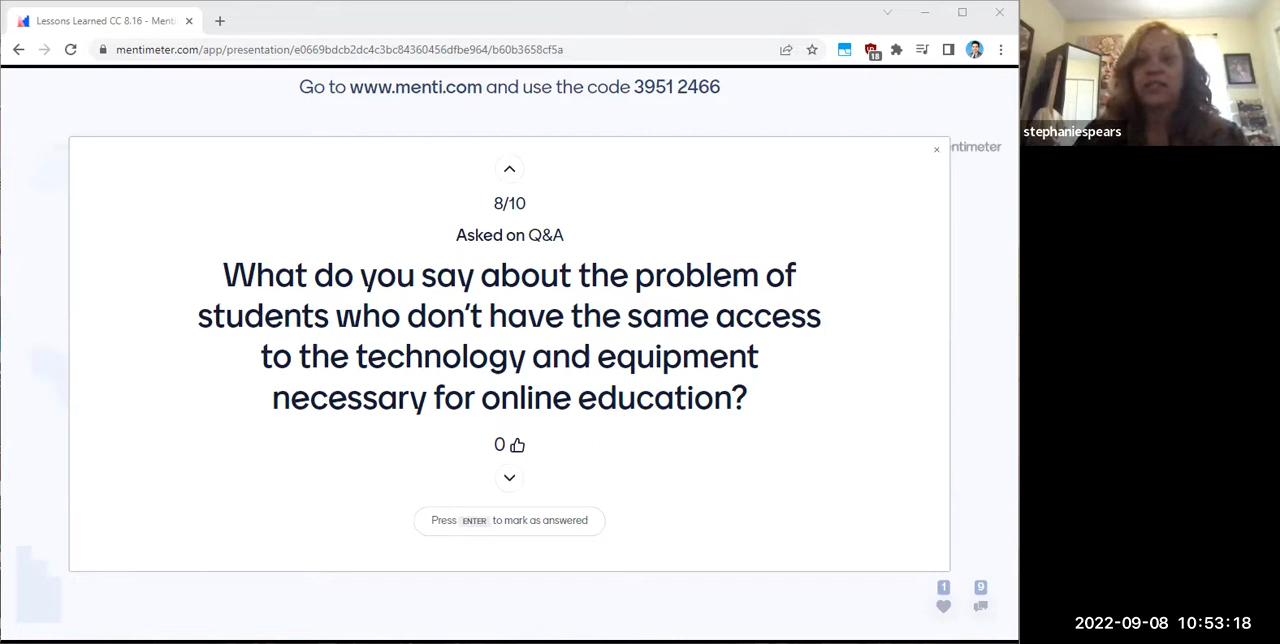 Lessons Learned CC 8.16 - Menti
mentimeter.com/app/presentation/e0669bdcb2dc4c3bc84360456dfbe964/b60b3658cf5a
18
Go to www.menti.com and use the code 3951 2466
entimeter
8/10
Asked on Q&A
What do you say about the problem of
students who don't have the same access
to the technology and equipment
necessary for online education?
0
Press ENTER to mark as answered
1 9
stephaniespears
2022-09-08 10:53:18